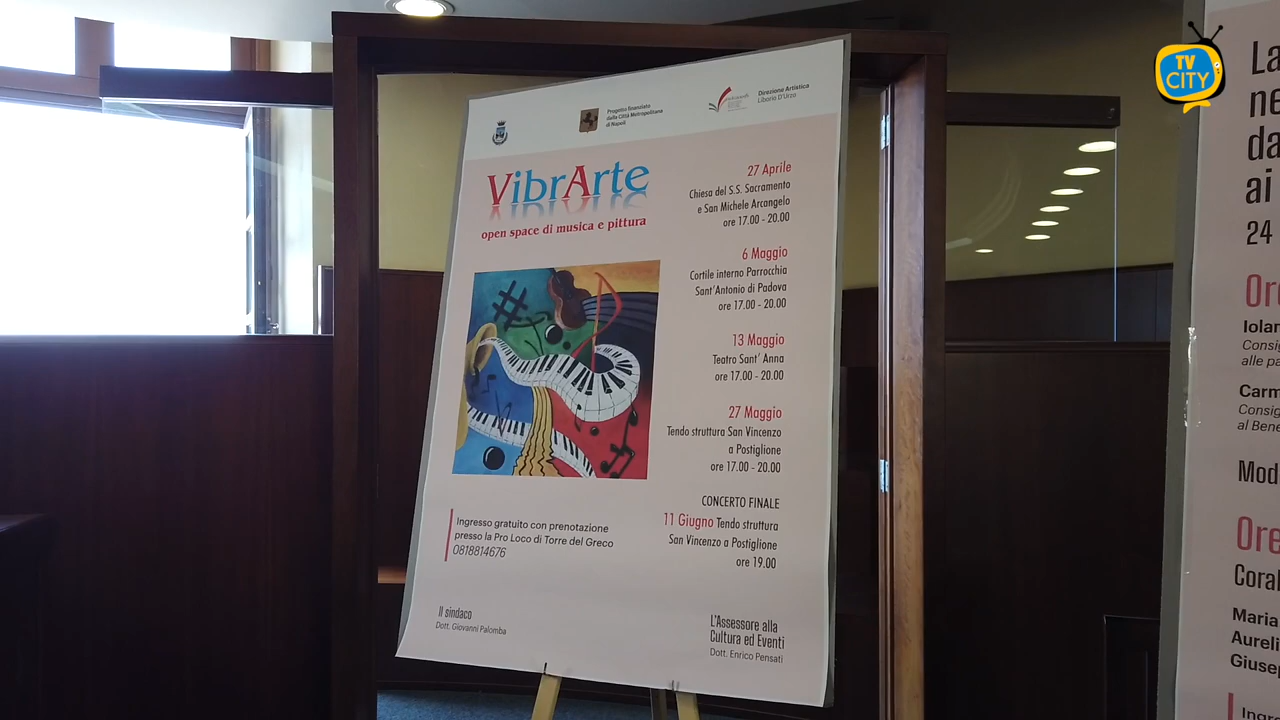 TV
CITY
Progetto finanziato
dalla Città Metropolitana
di Napoli
Direzione Artistica
Liborio D'Urzo
VibrArte
open space di musica e pittura
27 Aprile
Chiesa del S.S. Sacramento
e San Michele Arcangelo
ore 17.00 - 20.00
6 Maggio
Cortile interno Parrocchia
Sant'Antonio di Padova
ore 17.00 - 20.00
13 Maggio
Teatro Sant' Anna
ore 17.00 - 20.00
27 Maggio
Tendo struttura San Vincenzo
a Postiglione
ore 17.00 - 20.00
CONCERTO FINALE
11 Giugno Tendo struttura
San Vincenzo a Postiglione
ore 19.00
Ingresso gratuito con prenotazione
presso la Pro Loco di Torre del Greco
0818814676
Il sindaco
Dott. Giovanni Palomba
L'Assessore alla
Cultura ed Eventi
Dott. Enrico Pensati
La
ne
da
ai
24
Ore
Iolan
Consig
alle pa
Carm
Consig
al Bene
Mod
Ore
Coral
Maria
Aureli
Giusep
Ingre